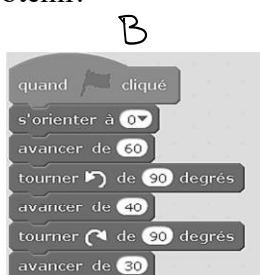 obtenir.
B
quand cliqué
s'orienter à 0
avancer de 60
tourner de 90 degrés
avancer de 40
tourner de 90 degrés
avancer de 30